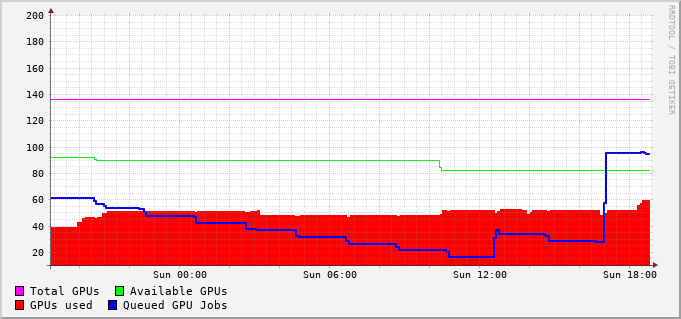 200
180
160
140
120
100
80
60
40
20
Sun 00:00 Sun 06:00 Sun 12:00 Sun 18:00
Total GPUs Available GPUs
GPUs used Queued GPU Jobs
RRDTOOL / TOBI OETIKER